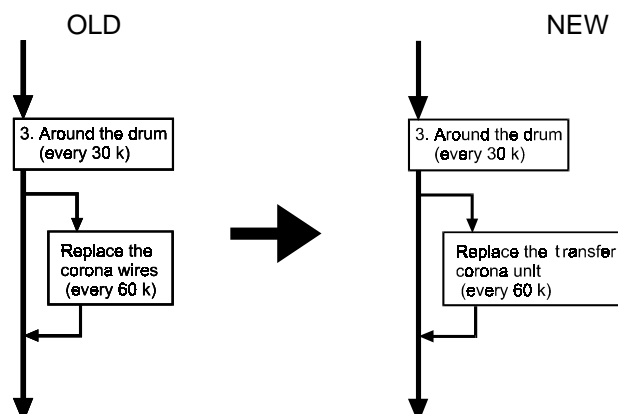 OLD
NEW
3. Around the drum
(every 30 k)
Replace the
corona wires
(every 60 k)
3. Around the drum
(every 30 k)
Replace the transfer
corona unit
(every 60 k)